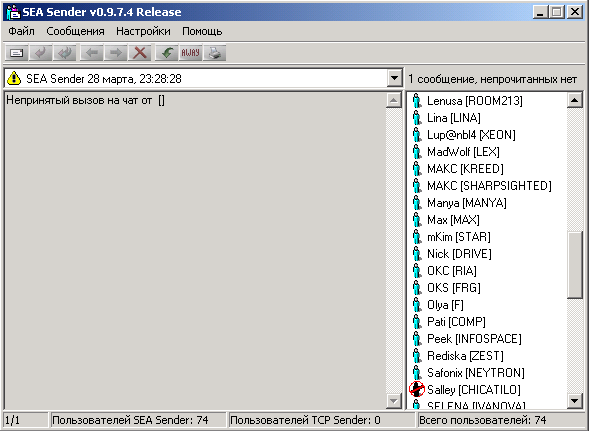 SEA Sender v0.9.7.4 Release
Файл Сообщения Настройки Помощь
AWAY
SEA Sender 28 марта, 23:28:28
1 сообщение, непрочитанных нет
Непринятый вызов на чат от []
Lenusa [ROOM213]
Lina [LINA]
Lup@nbl4 [XEON]
MadWolf [LEX]
MAKC [KREED]
MAKC [SHARPSIGHTED]
Manya [MANYA]
Max [MAX]
mKim [STAR]
Nick [DRIVE]
OKC [RIA]
OKS [FRG]
Olya [F]
Pati [COMP]
Peek [INFOSPACE]
Rediska [ZEST]
Safonix [NEYTRON]
Salley [CHICATILO]
SELENA [IVANOVA]
1/1 Пользователей SEA Sender: 74 Пользователей TCP Sender: 0 Всего пользователей: 74